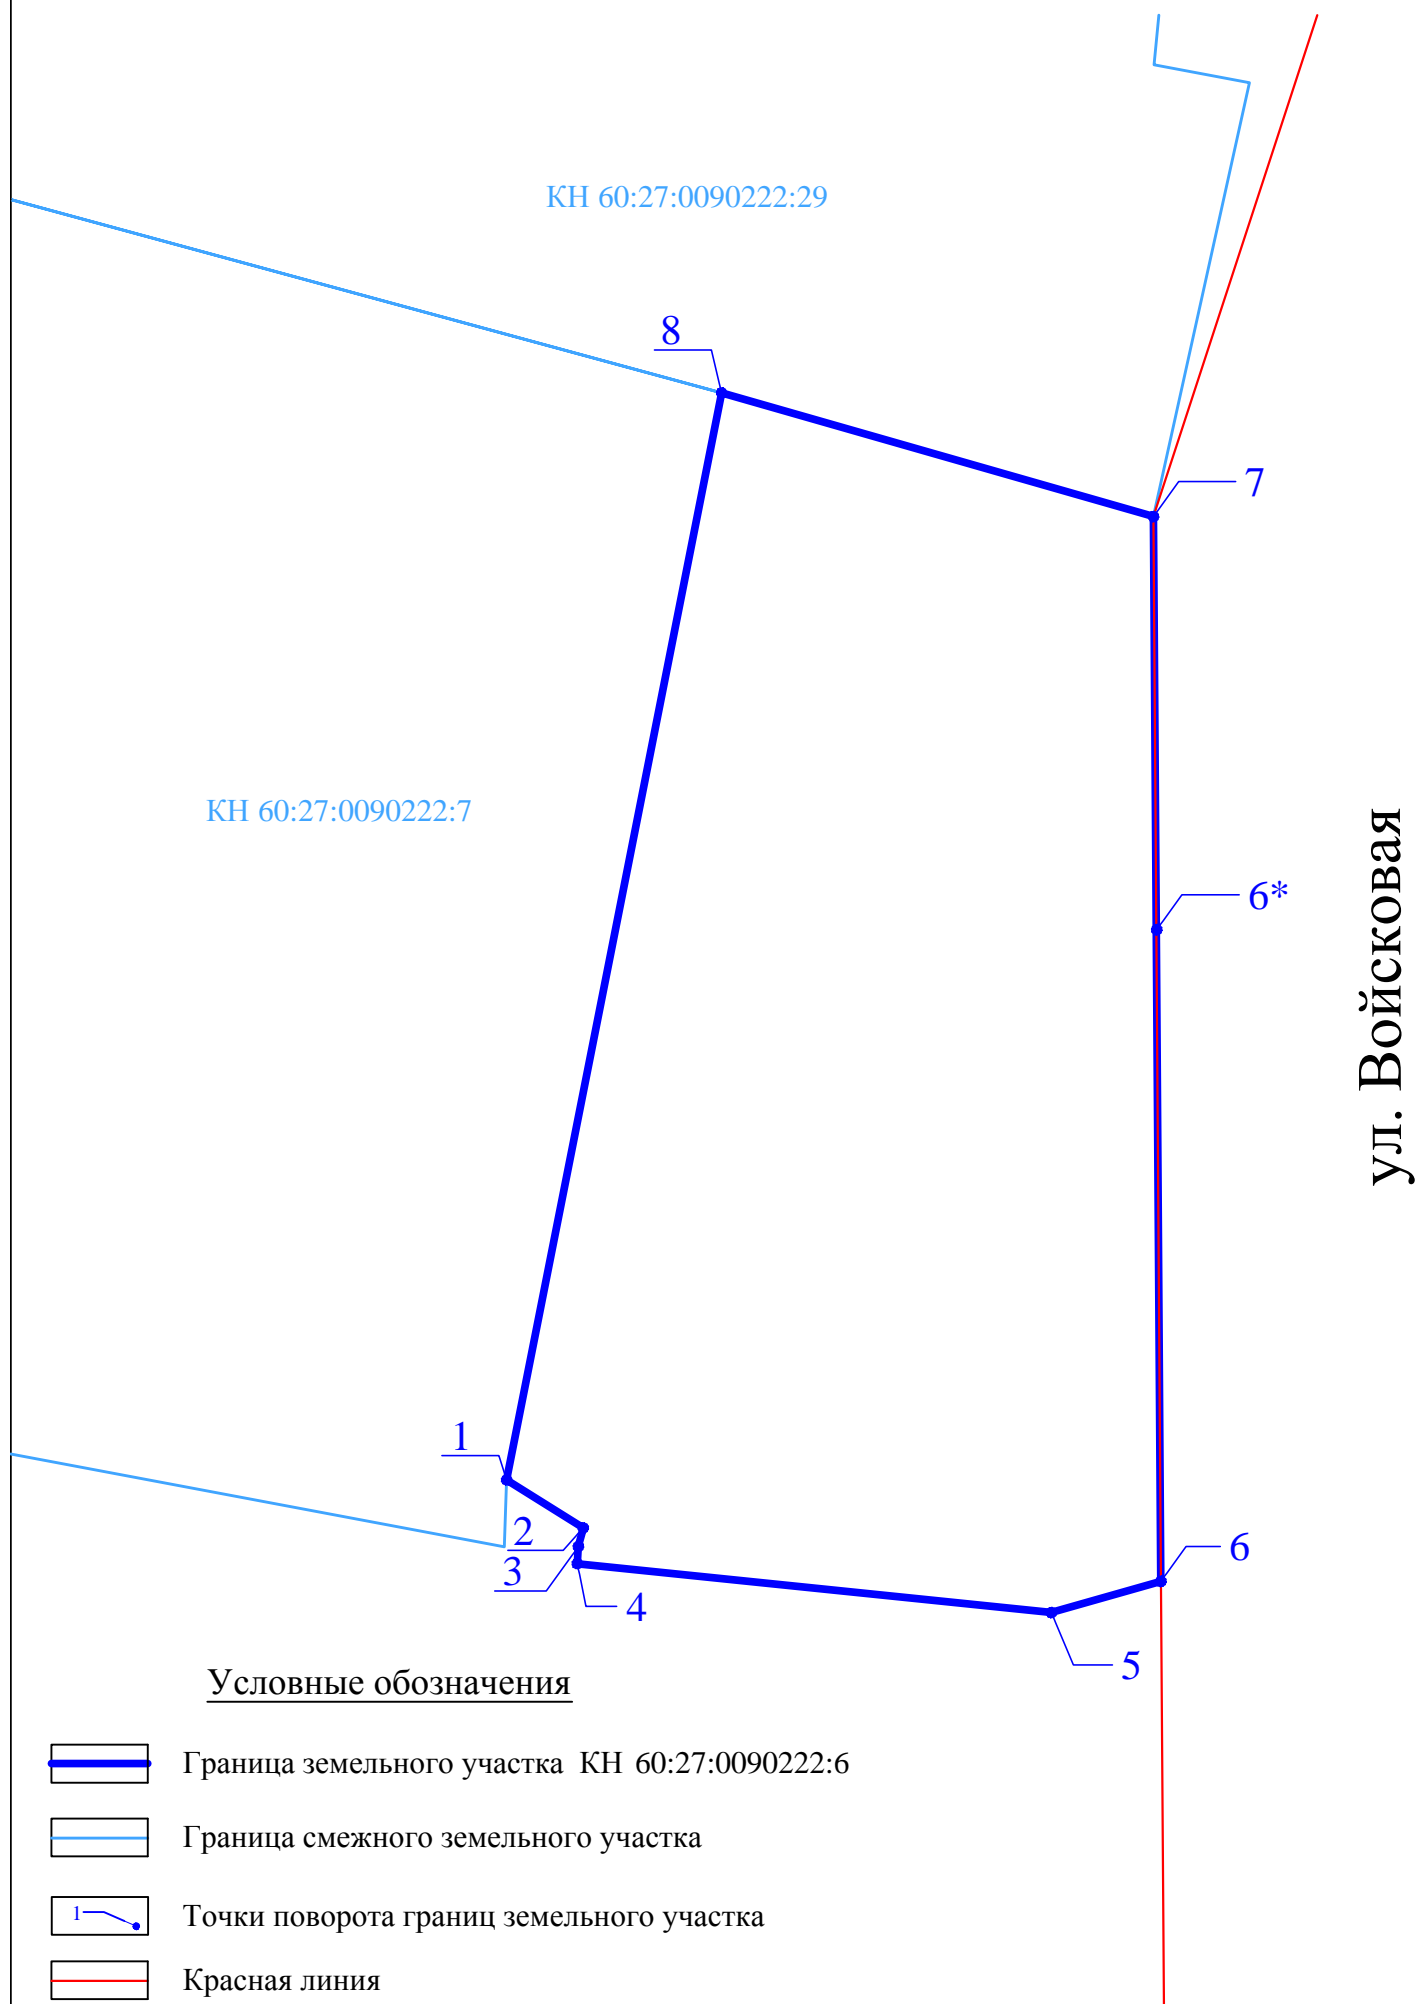 КН 60:27:0090222:29
8
7
КН 60:27:0090222:7
6*
ул. Войсковая
1
2
3
4
6
5
Условные обозначения
Граница земельного участка КН 60:27:0090222:6
Граница смежного земельного участка
1
Точки поворота границ земельного участка
Красная линия